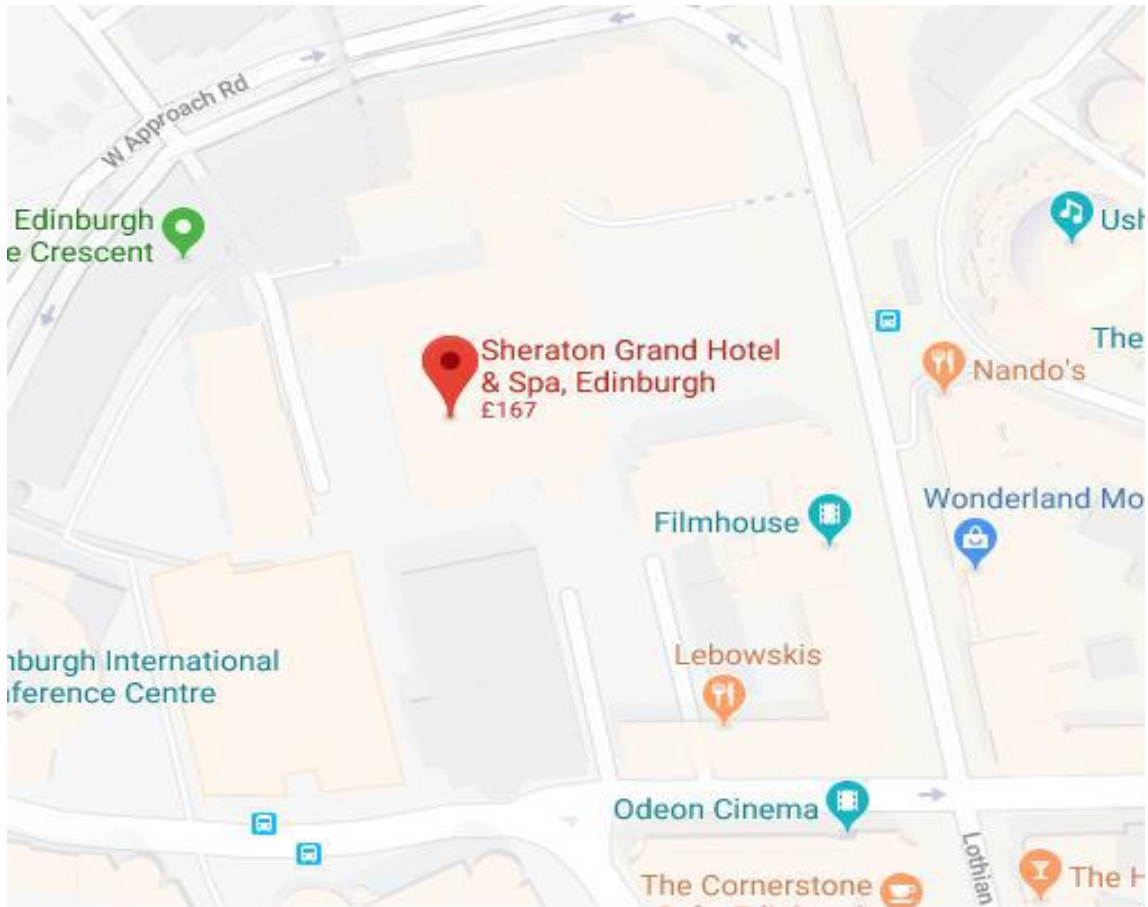 W Approach Rd
Edinburgh
e Crescent
Ush
The
Sheraton Grand Hotel
& Spa, Edinburgh
£167
Nando's
Wonderland Mo
Filmhouse
Lebowskis
nburgh International
nference Centre
Odeon Cinema
Lothian
The Cornerstone
The H